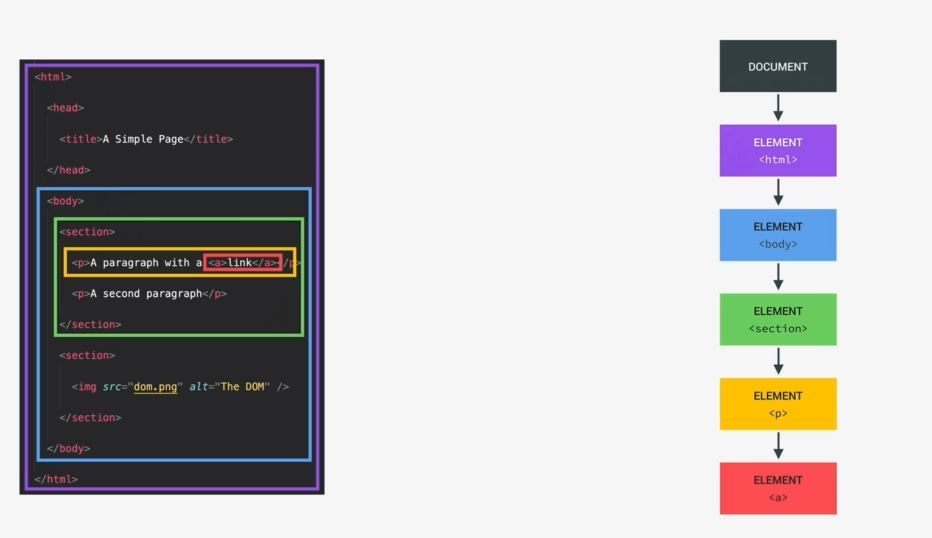 <html>
<head>
<title>A Simple Page</title>
</head>
<body>
<section>
<p>A paragraph with a <a>link</a></p>
<p>A second paragraph</p>
</section>
<section>
<img src="dom.png" alt="The DOM" />
</section>
</body>
</html>
DOCUMENT
ELEMENT
<html>
ELEMENT
<body>
ELEMENT
<section>
ELEMENT
<p>
ELEMENT
<a>